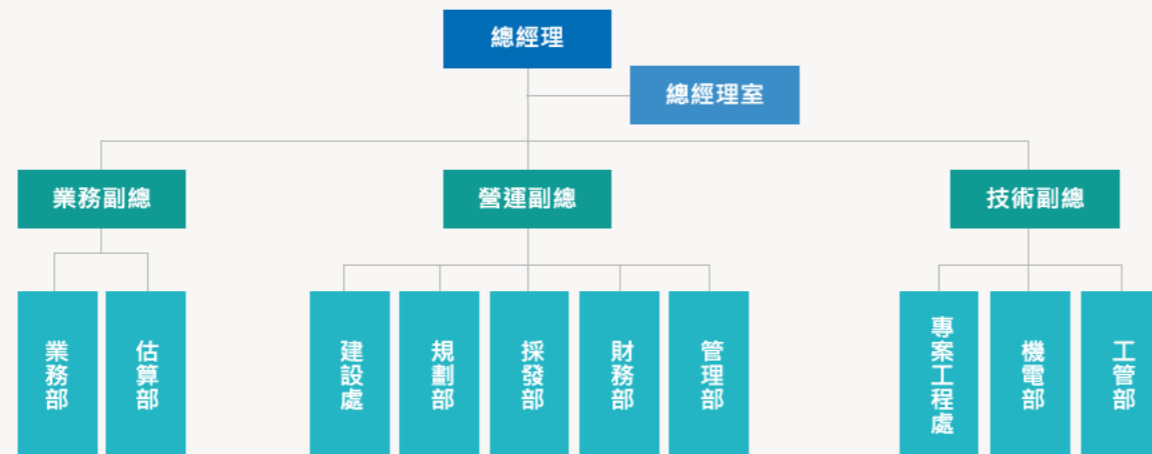 總經理
總經理室
業務副總
營運副總
技術副總
業務部
估算部
建設處
規劃部
採發部
財務部
管理部
專案工程處
機電部
工管部